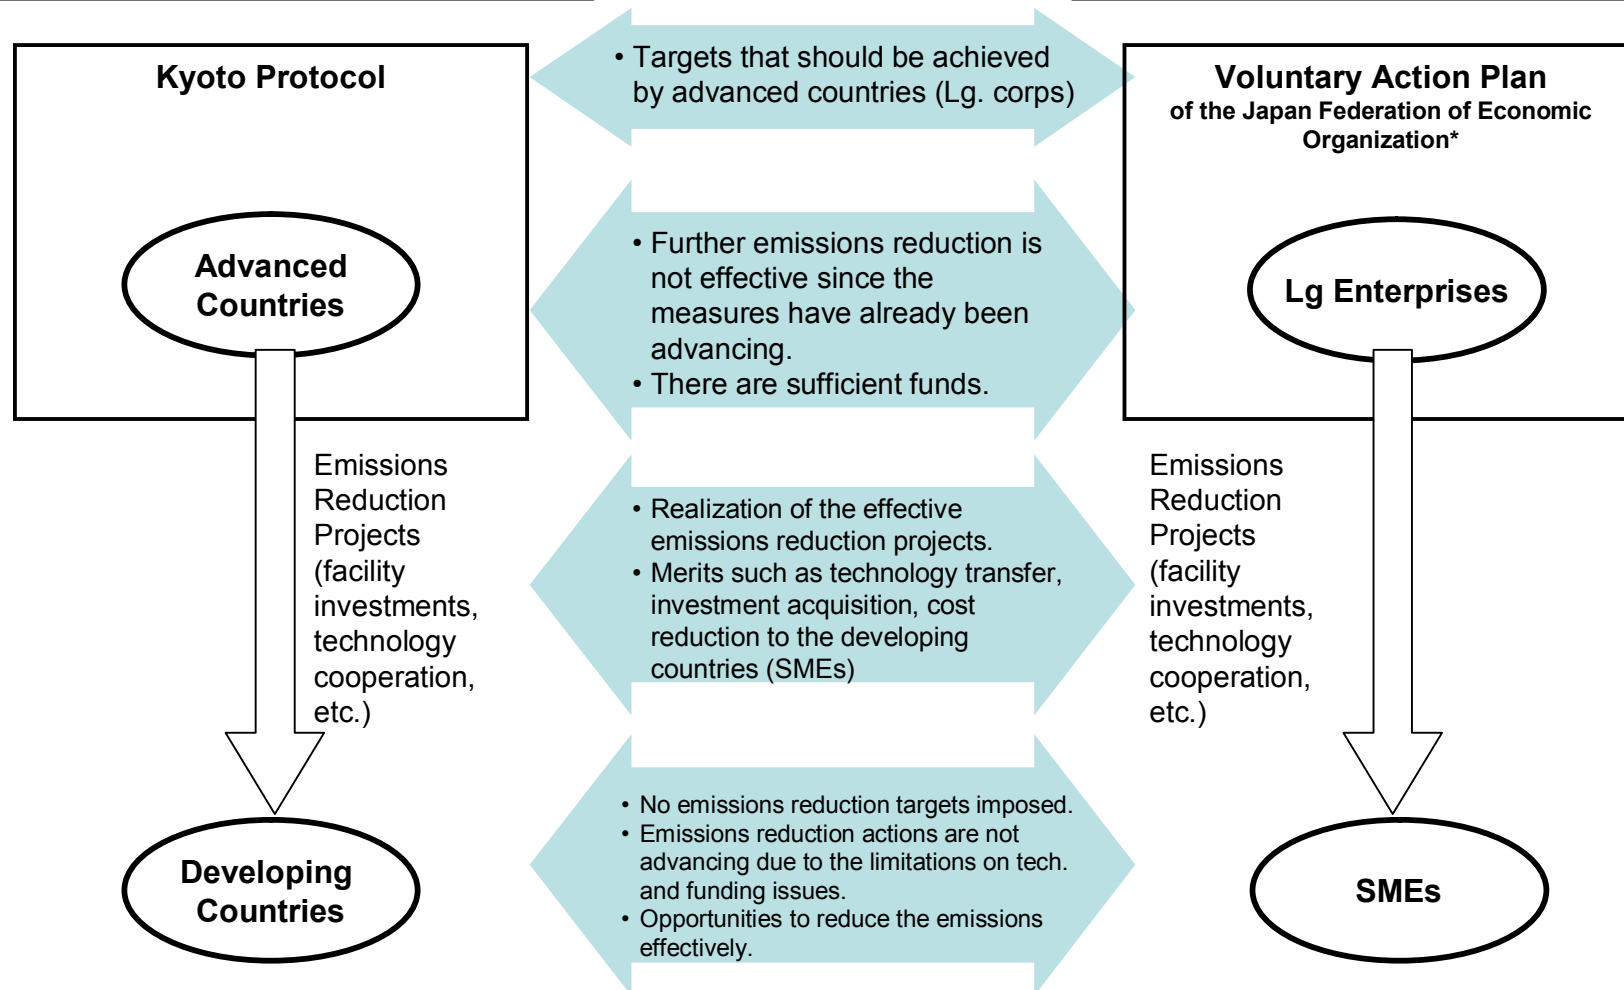 Kyoto Protocol
Advanced
Countries
Emissions
Reduction
Projects
(facility
investments,
technology
cooperation,
etc.)
Developing
Countries
• Targets that should be achieved
by advanced countries (Lg. corps)
• Further emissions reduction is
not effective since the
measures have already been
advancing.
• There are sufficient funds.
• Realization of the effective
emissions reduction projects.
• Merits such as technology transfer,
investment acquisition, cost
reduction to the developing
countries (SMEs)
• No emissions reduction targets imposed.
• Emissions reduction actions are not
advancing due to the limitations on tech.
and funding issues.
• Opportunities to reduce the emissions
effectively.
Voluntary Action Plan
of the Japan Federation of Economic
Organization*
Lg Enterprises
Emissions
Reduction
Projects
(facility
investments,
technology
cooperation,
etc.)
SMEs